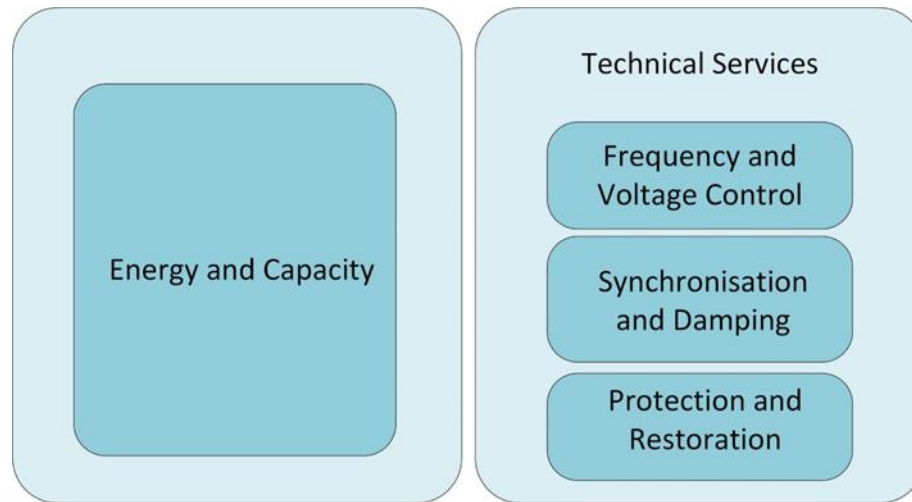 Energy and Capacity
Technical Services
Frequency and
Voltage Control
Synchronisation
and Damping
Protection and
Restoration